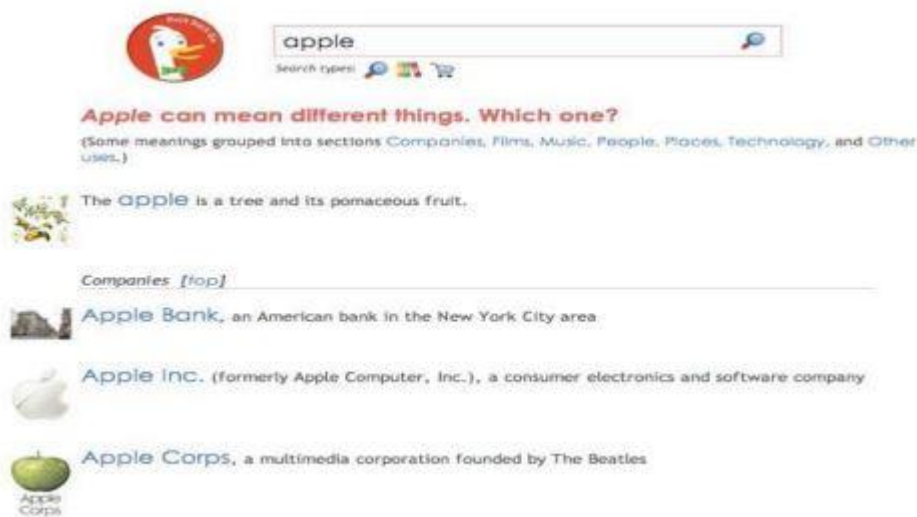 apple
Search types:
Apple can mean different things. Which one?
(Some meanings grouped into sections Companies, Films, Music, People, Places, Technology, and Other
uses.)
The apple is a tree and its pomaceous fruit.
Companies [top]
Apple Bank, an American bank in the New York City area
Apple Inc. (formerly Apple Computer, Inc.), a consumer electronics and software company
Apple Corps, a multimedia corporation founded by The Beatles
Apple
Corps